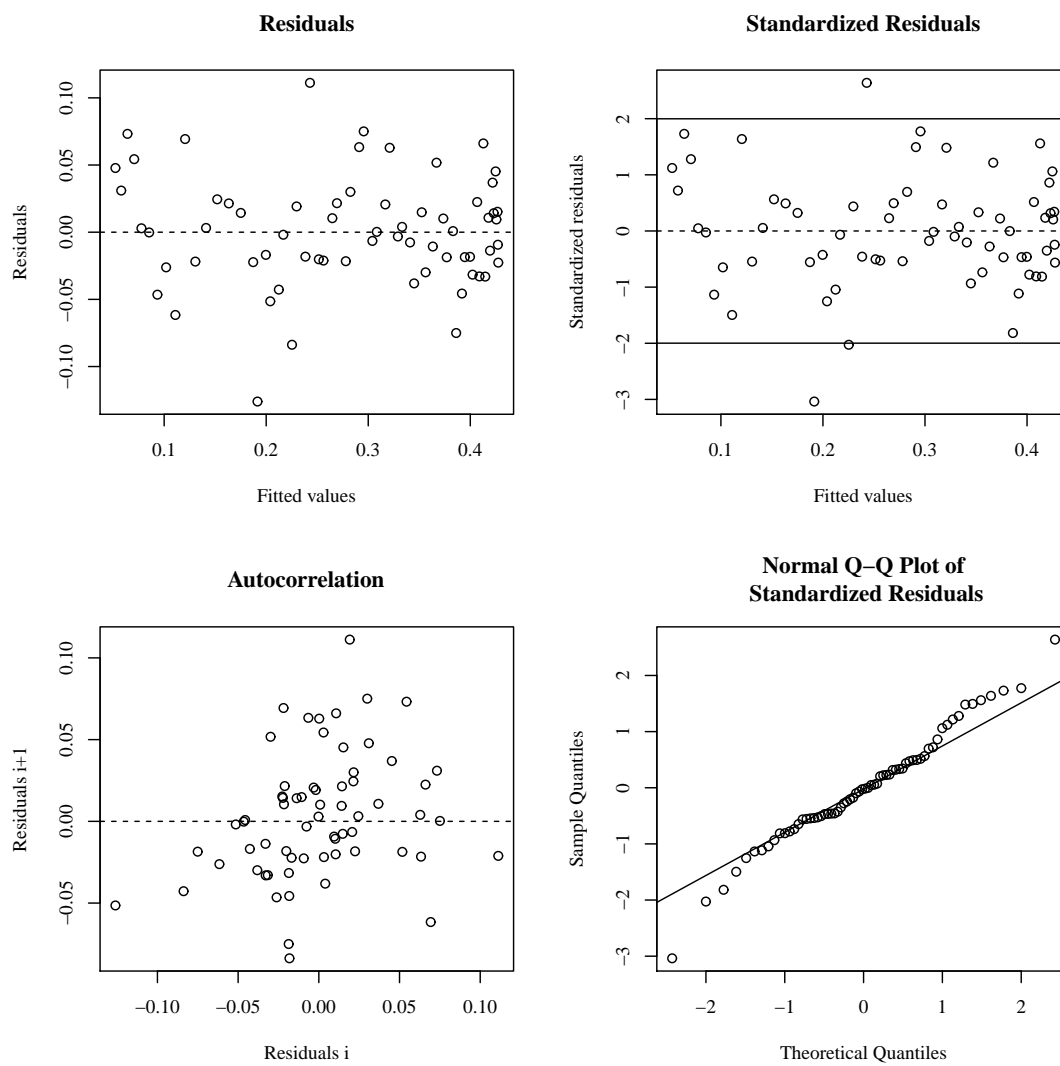 Residuals
Residuals
0.10
0.05
0.00
−0.05
−0.10
0.1 0.2 0.3 0.4
Fitted values
Standardized Residuals
Standardized residuals
2
1
0
−1
−2
−3
0.1 0.2 0.3 0.4
Fitted values
Autocorrelation
Residuals i+1
0.10
0.05
0.00
−0.05
−0.10 −0.05 0.00 0.05 0.10
Residuals i
Normal Q−Q Plot of
Standardized Residuals
Sample Quantiles
2
1
0
−1
−2
−3
−2 −1 0 1 2
Theoretical Quantiles